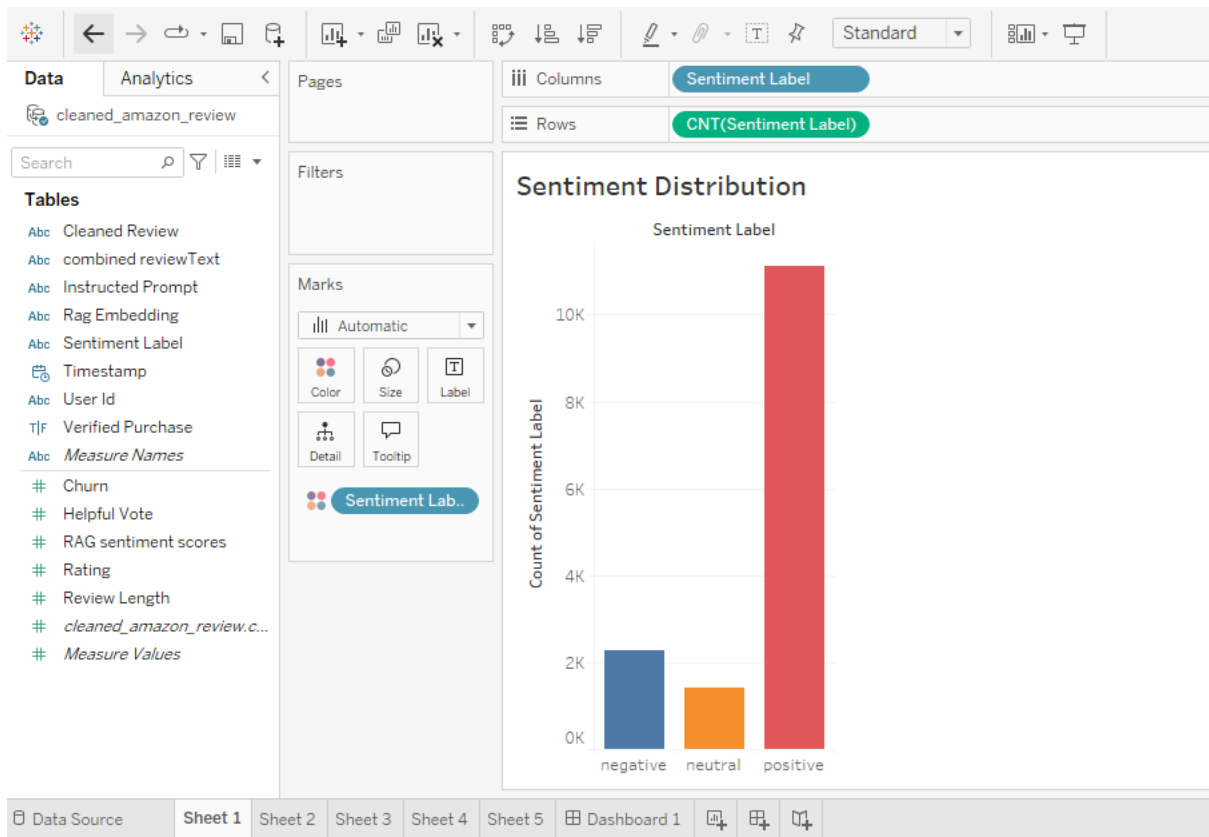 Standard
Data Analytics
cleaned_amazon_review
Search
Tables
Abc Cleaned Review
Abc combined reviewText
Abc Instructed Prompt
Abc Rag Embedding
Abc Sentiment Label
Timestamp
Abc User Id
T|F Verified Purchase
Abc Measure Names
# Churn
# Helpful Vote
# RAG sentiment scores
# Rating
# Review Length
# cleaned_amazon_review.c...
# Measure Values
Pages
Filters
Marks
Automatic
Color Size Label
Detail Tooltip
Sentiment Lab..
Columns Sentiment Label
Rows CNT(Sentiment Label)
Sentiment Distribution
Sentiment Label
Count of Sentiment Label
10K
8K
6K
4K
2K
0K
negative neutral positive
Data Source Sheet 1 Sheet 2 Sheet 3 Sheet 4 Sheet 5 Dashboard 1